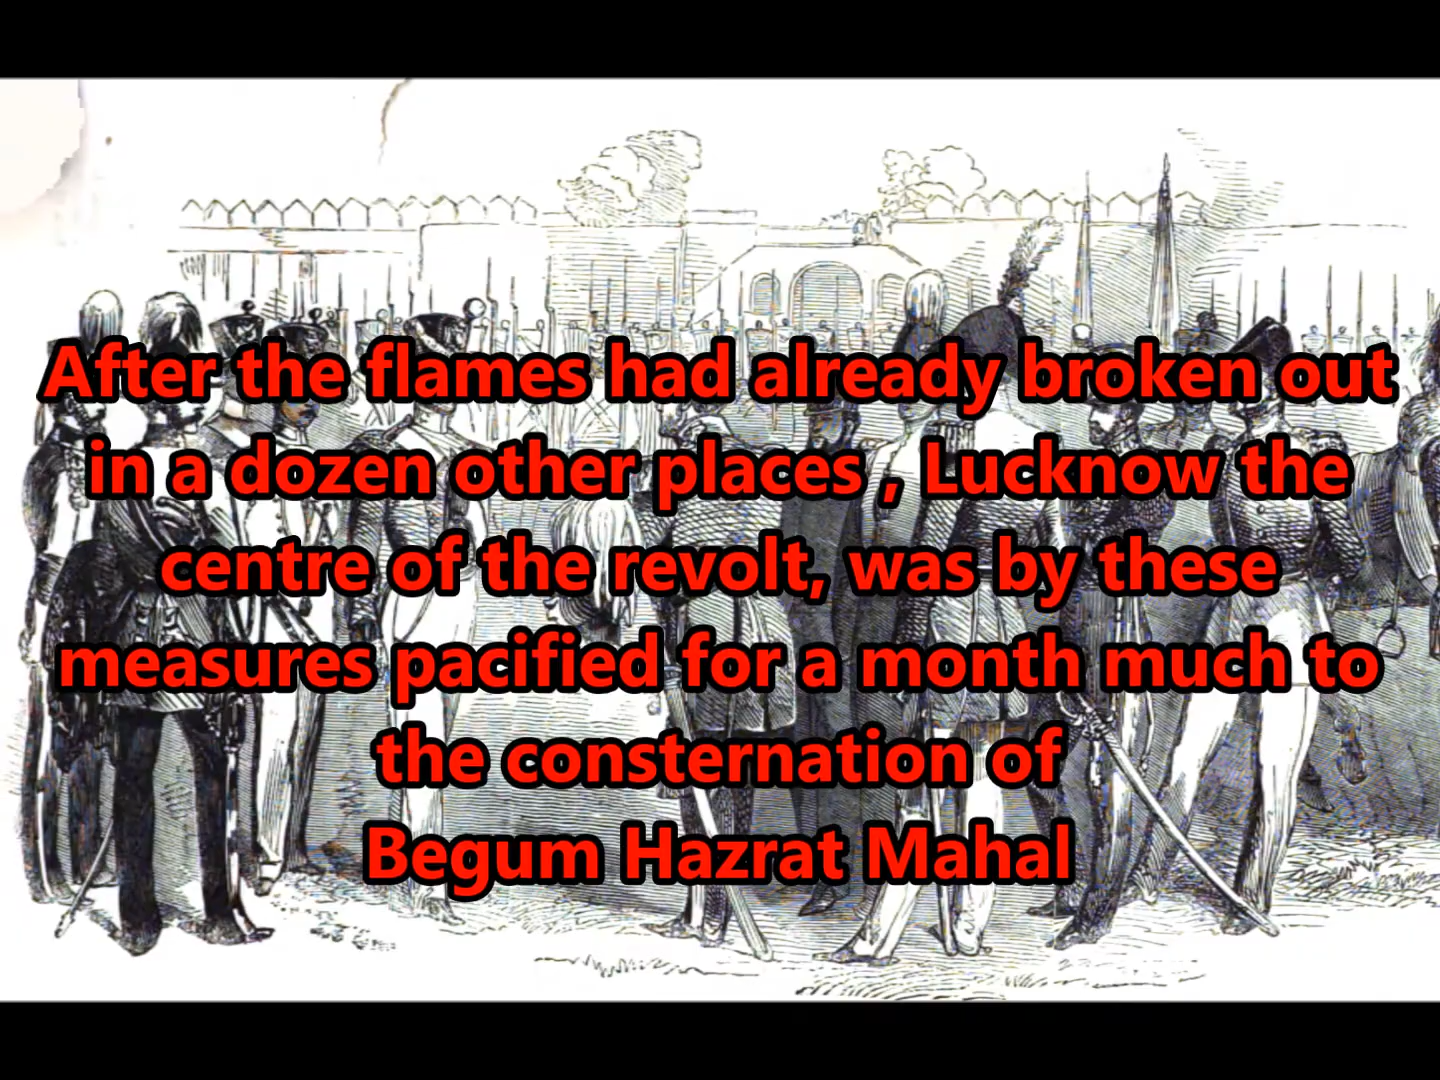 After the flames had already broken out
in a dozen other places , Lucknow the
centre of the revolt, was by these
measures pacified for a month much to
the consternation of
Begum Hazrat Mahal